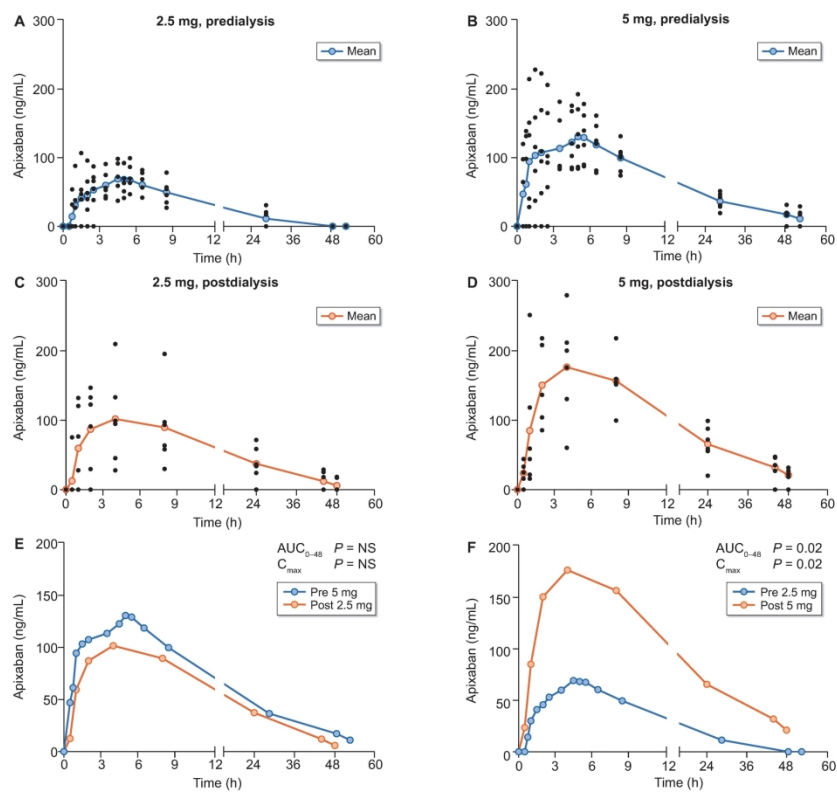 A 2.5 mg, predialysis
Mean
Apixaban (ng/mL)
300
200
100
0
0 3 6 9 12 24 36 48 60
Time (h)
B 5 mg, predialysis
Mean
Apixaban (ng/mL)
300
200
100
0
0 3 6 9 12 24 36 48 60
Time (h)
C 2.5 mg, postdialysis
Mean
Apixaban (ng/mL)
300
200
100
0
0 3 6 9 12 24 36 48 60
Time (h)
D 5 mg, postdialysis
Mean
Apixaban (ng/mL)
300
200
100
0
0 3 6 9 12 24 36 48 60
Time (h)
E
AUC0–48 P = NS
Cmax P = NS
Pre 5 mg
Post 2.5 mg
Apixaban (ng/mL)
200
150
100
50
0
0 3 6 9 12 24 36 48 60
Time (h)
F
AUC0–48 P = 0.02
Cmax P = 0.02
Pre 2.5 mg
Post 5 mg
Apixaban (ng/mL)
200
150
100
50
0
0 3 6 9 12 24 36 48 60
Time (h)